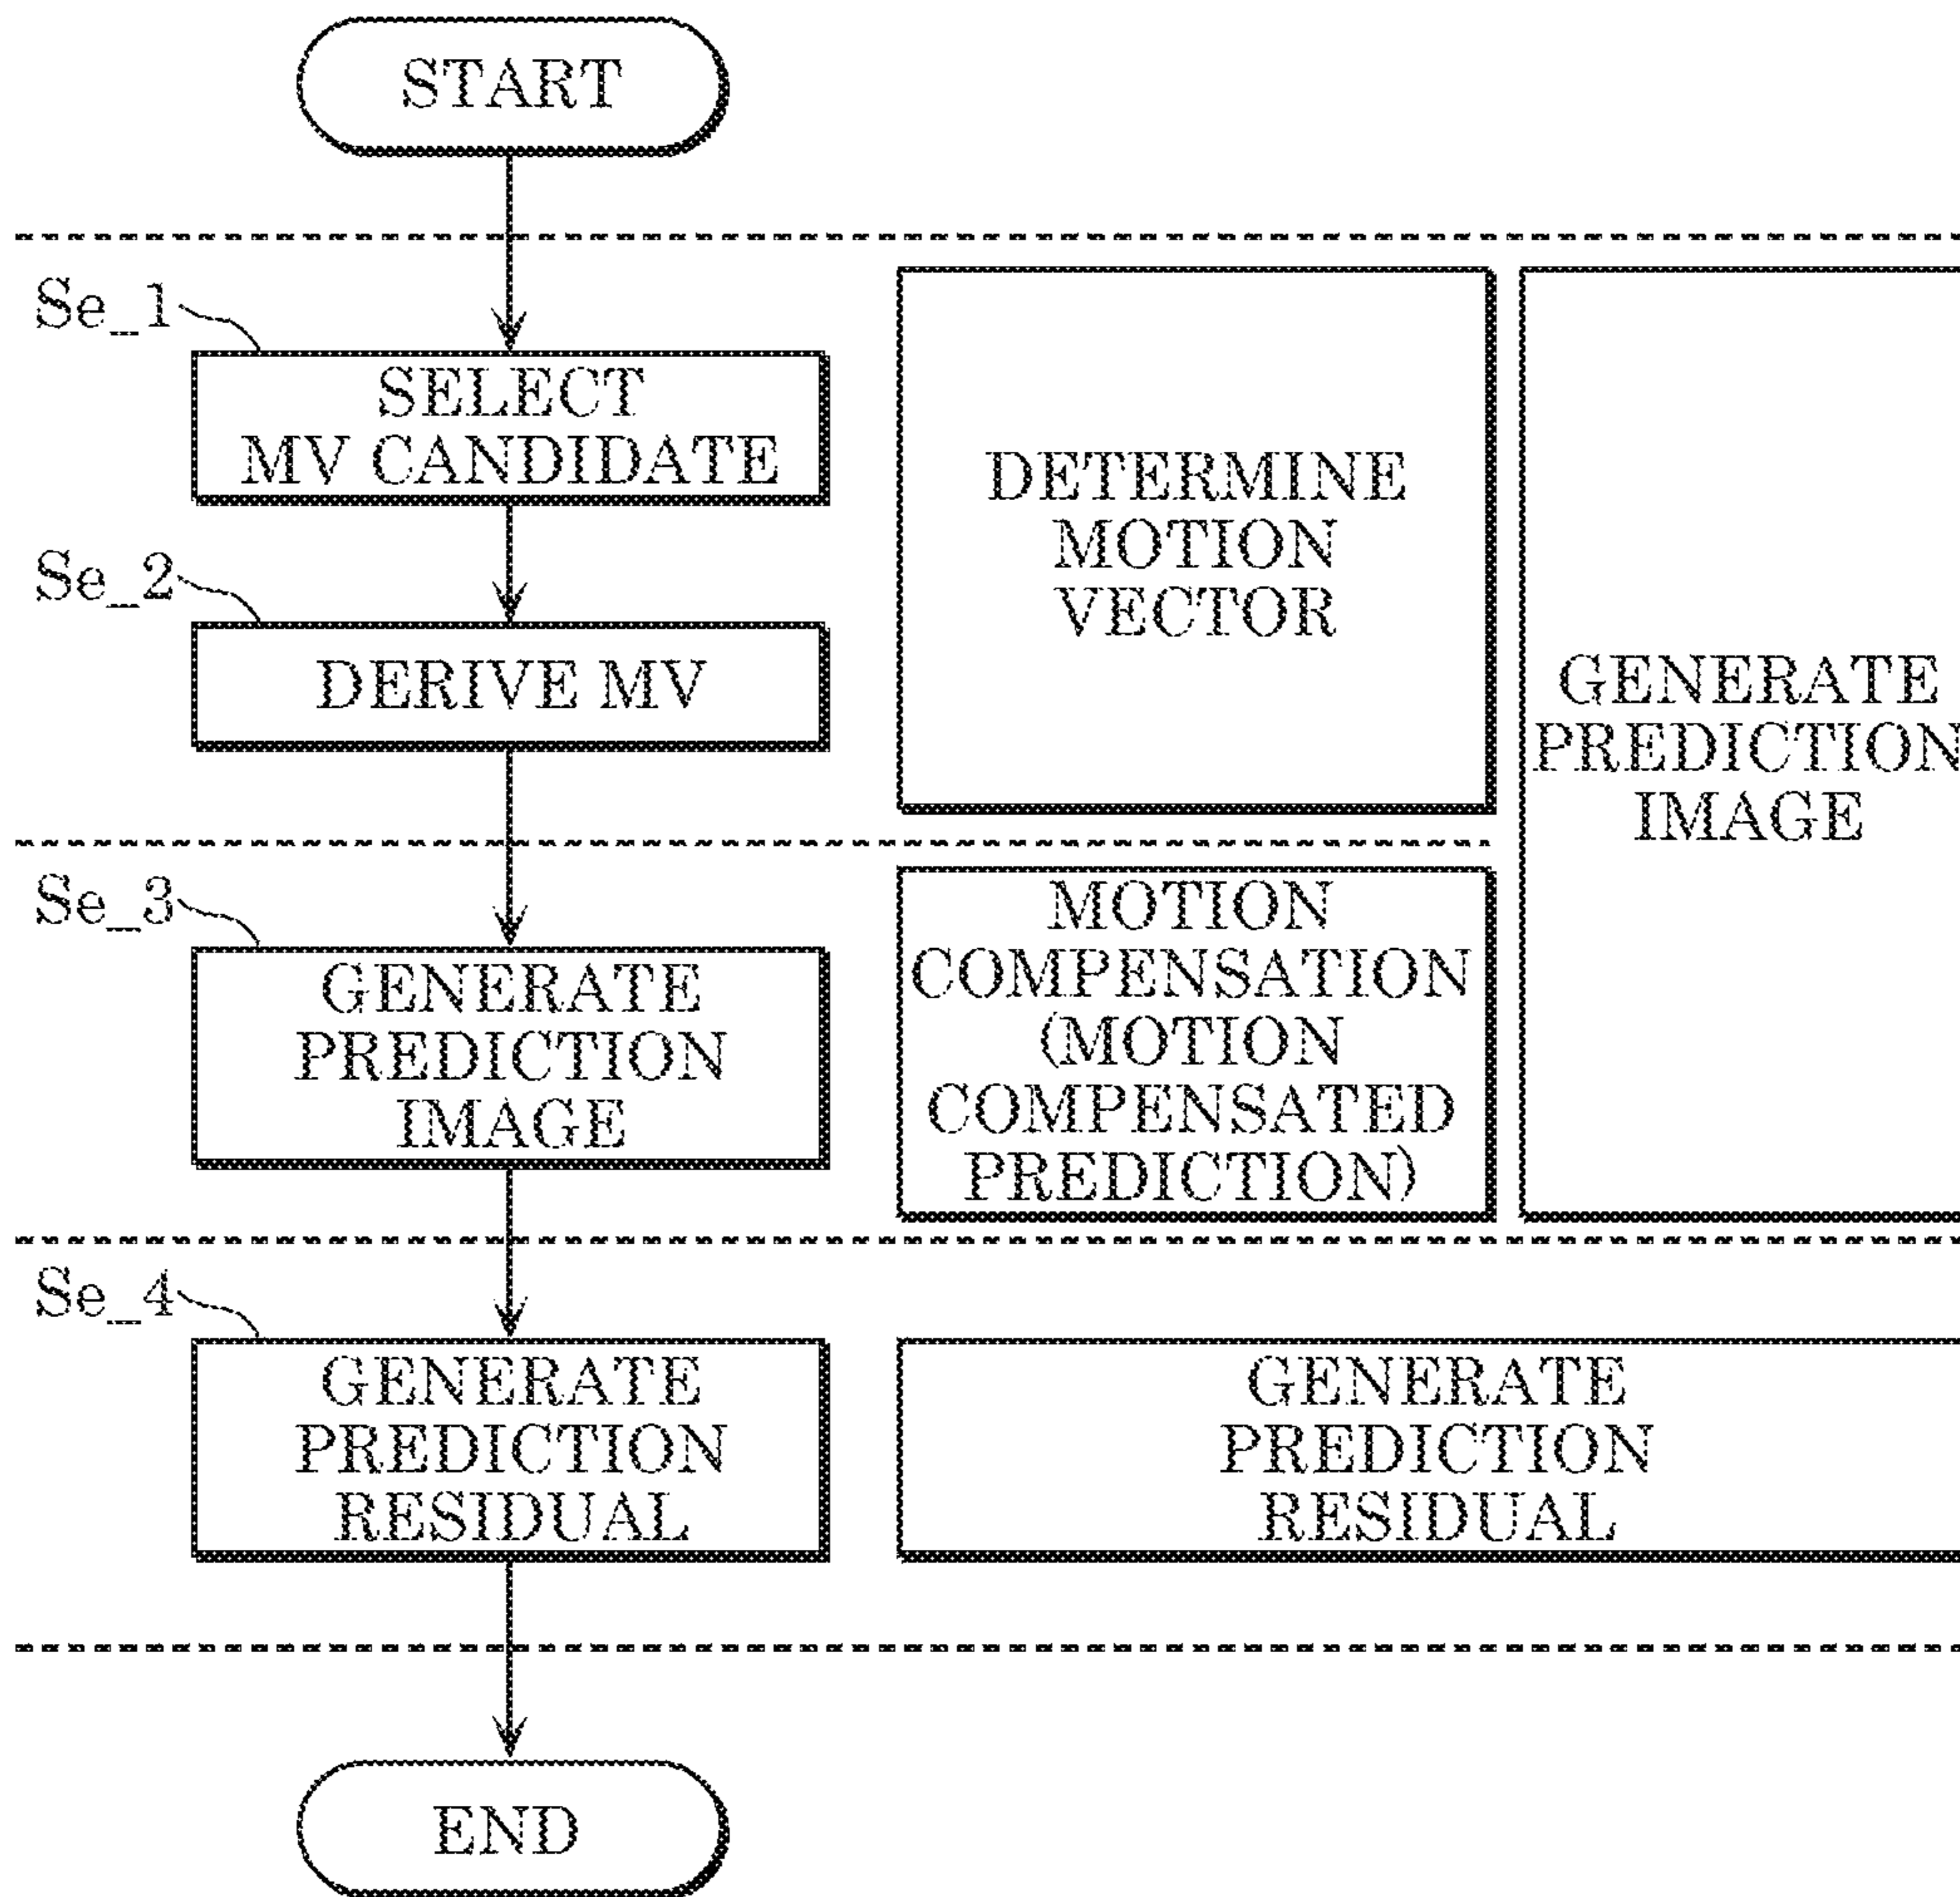 START
Se_1
SELECT
MV CANDIDATE
Se_2
DERIVE MV
DETERMINE
MOTION
VECTOR
GENERATE
PREDICTION
IMAGE
Se_3
GENERATE
PREDICTION
IMAGE
MOTION
COMPENSATION
(MOTION
COMPENSATED
PREDICTION)
Se_4
GENERATE
PREDICTION
RESIDUAL
GENERATE
PREDICTION
RESIDUAL
END